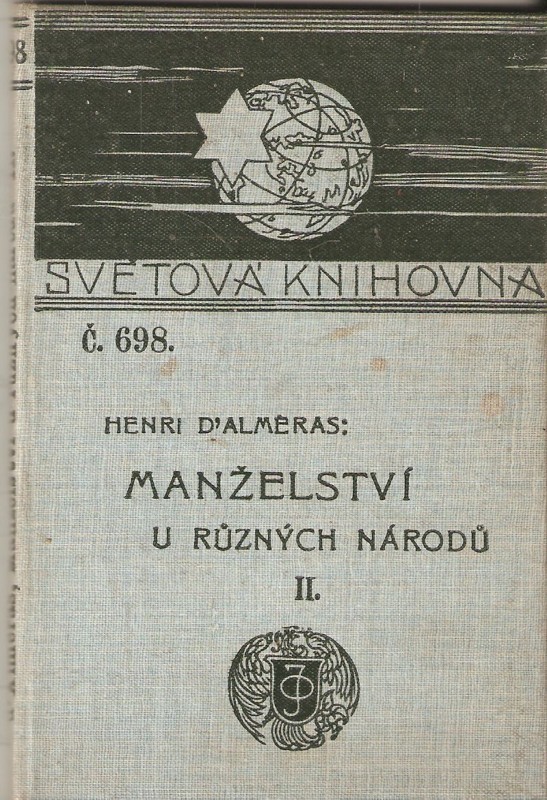 SVĚTOVÁ KNIHOVNA
Č. 698.
HENRI D'ALMÉRAS:
MANŽELSTVÍ
U RŮZNÝCH NÁRODŮ
II.